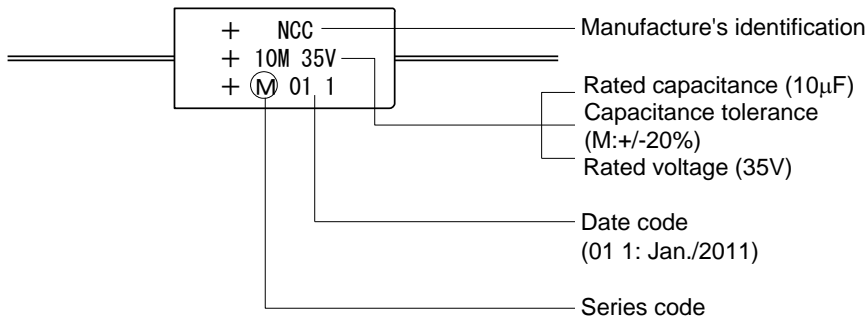 + NCC
+ 10M 35V
+ M 01 1
Manufacture's identification
Rated capacitance (10μF)
Capacitance tolerance
(M:+/-20%)
Rated voltage (35V)
Date code
(01 1: Jan./2011)
Series code